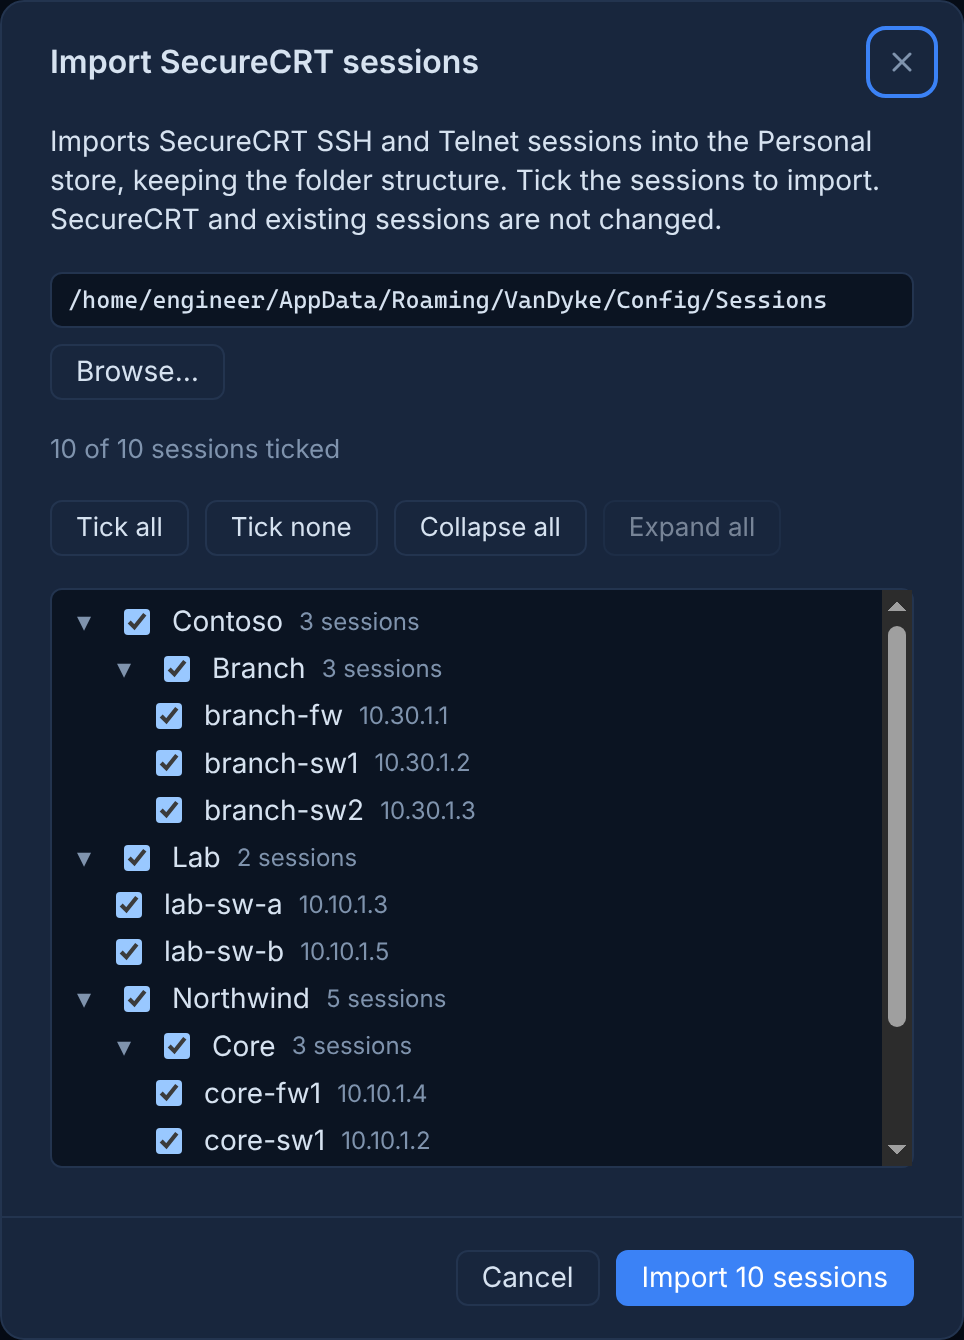 Import SecureCRT sessions
Imports SecureCRT SSH and Telnet sessions into the Personal
store, keeping the folder structure. Tick the sessions to import.
SecureCRT and existing sessions are not changed.
/home/engineer/AppData/Roaming/VanDyke/Config/Sessions
Browse...
10 of 10 sessions ticked
Tick all Tick none Collapse all Expand all
Contoso 3 sessions
Branch 3 sessions
branch-fw 10.30.1.1
branch-sw1 10.30.1.2
branch-sw2 10.30.1.3
Lab 2 sessions
lab-sw-a 10.10.1.3
lab-sw-b 10.10.1.5
Northwind 5 sessions
Core 3 sessions
core-fw1 10.10.1.4
core-sw1 10.10.1.2
Cancel Import 10 sessions